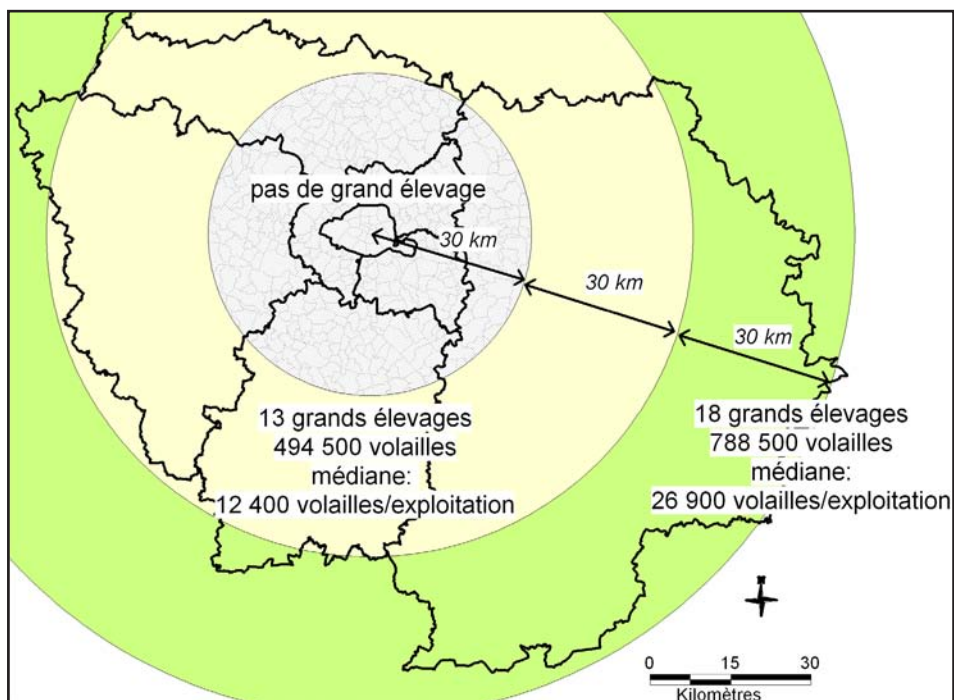 pas de grand élevage
30 km
30 km
30 km
13 grands élevages
494 500 volailles
médiane:
12 400 volailles/exploitation
18 grands élevages
788 500 volailles
médiane:
26 900 volailles/exploitation
0 15 30
Kilomètres